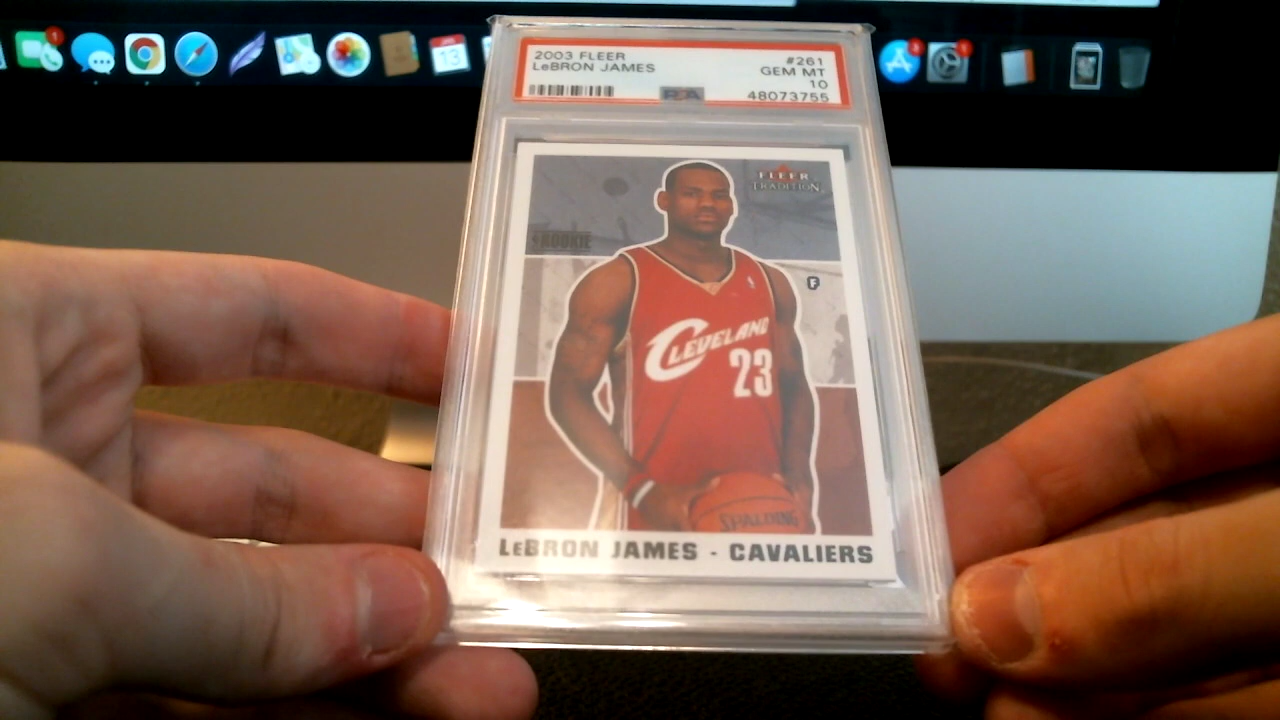 2003 FLEER
#261
LeBRON JAMES
GEM MT
10
PSA
48073755
FLEER
TRADITION
ROOKIE
F
CLEVELAND
23
SPALDING
LeBRON JAMES - CAVALIERS
13